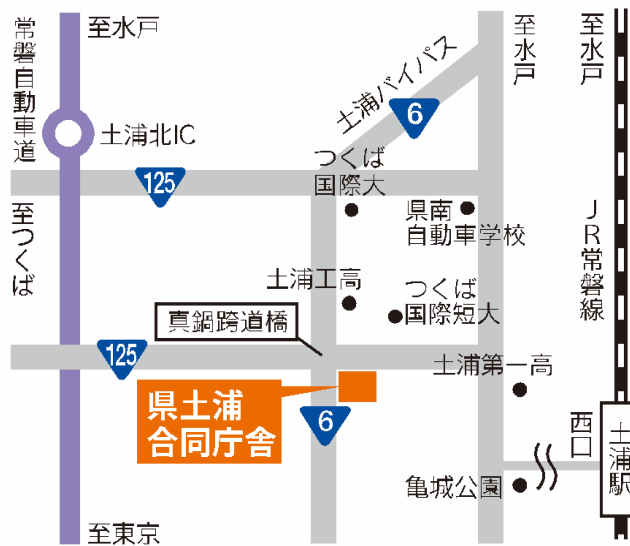 常磐自動車道
至水戸
至水戸
至水戸
土浦バイパス
6
土浦北IC
つくば
国際大
125
県南
自動車学校
至つくば
JR常磐線
土浦工高
つくば
国際短大
真鍋跨道橋
125
土浦第一高
県土浦
合同庁舎
6
西口
土浦駅
亀城公園
至東京